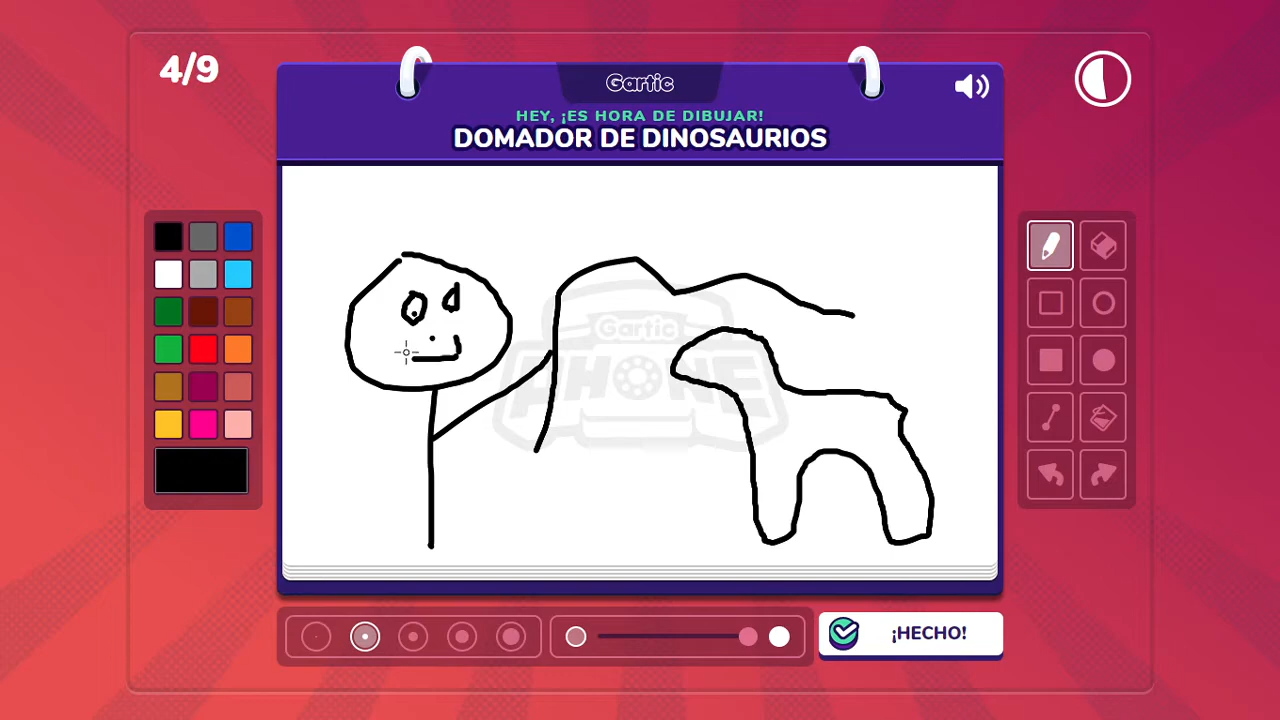 4/9
Gartic
HEY, ¡ES HORA DE DIBUJAR!
DOMADOR DE DINOSAURIOS
Gartic
PHONE
¡HECHO!